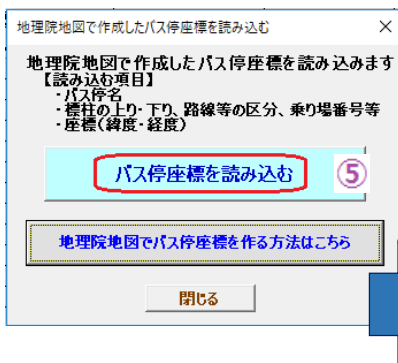 地理院地図で作成したバス停座標を読み込む
地理院地図で作成したバス停座標を読み込みます
【読み込む項目】
・バス停名
・標柱の上り・下り、路線等の区分、乗り場番号等
・座標(緯度・経度)
バス停座標を読み込む ⑤
地理院地図でバス停座標を作る方法はこちら
閉じる